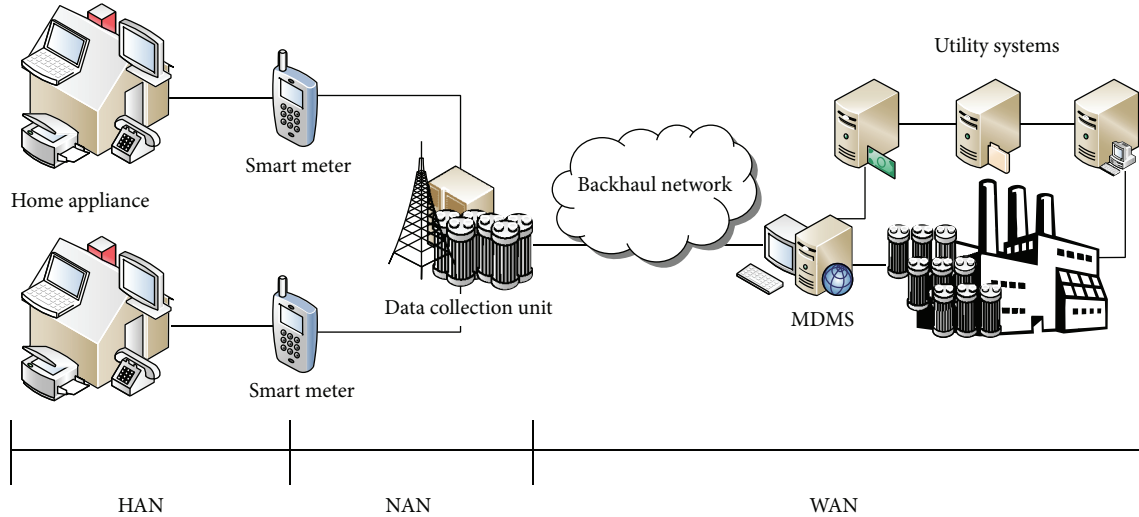 Utility systems
Smart meter
Home appliance
Backhaul network
Data collection unit
MDMS
Smart meter
HAN
NAN
WAN